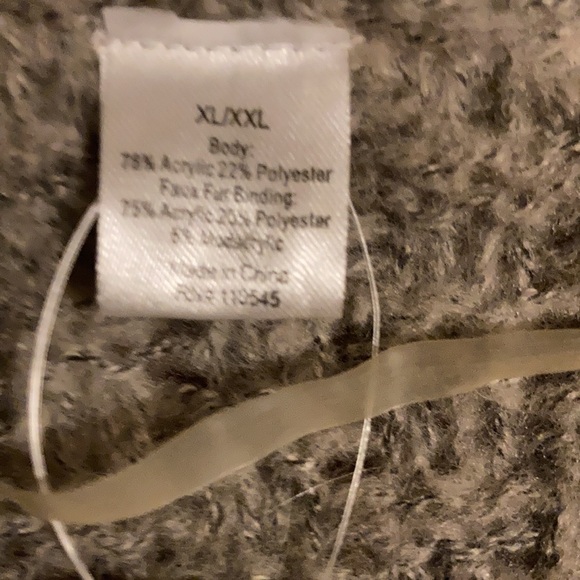 XL/XXL
Body:
78% Acrylic 22% Polyester
Faux Fur Binding:
75% Acrylic 20% Polyester
5% Modacrylic
Made in China
110545